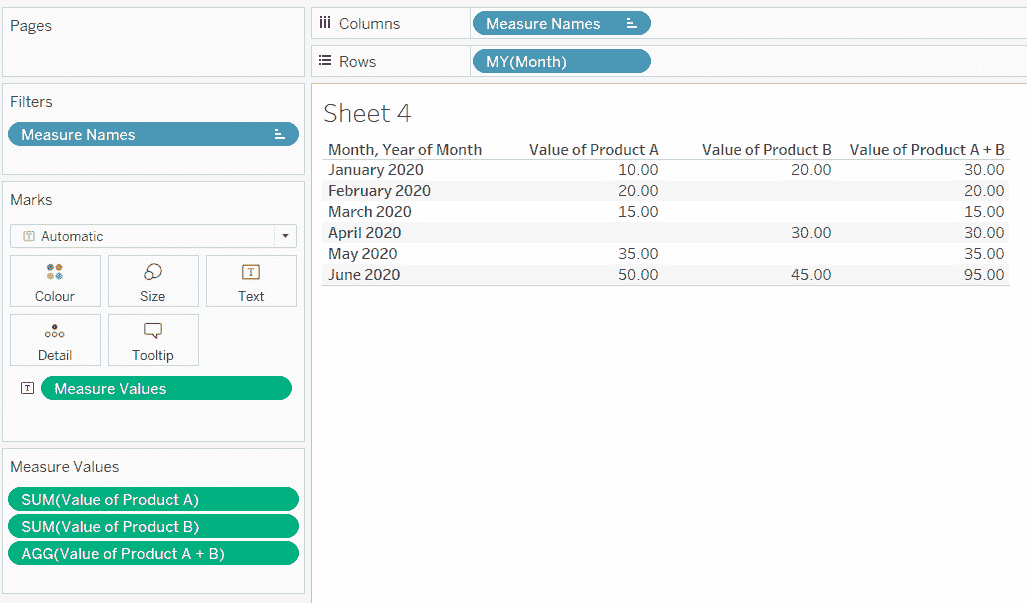 Pages
Columns
Measure Names
Rows
MY(Month)
Filters
Measure Names
Marks
Automatic
Colour
Size
Text
Detail
Tooltip
Measure Values
Measure Values
SUM(Value of Product A)
SUM(Value of Product B)
AGG(Value of Product A + B)
Sheet 4
Month, Year of Month Value of Product A Value of Product B Value of Product A + B
January 2020 10.00 20.00 30.00
February 2020 20.00 20.00
March 2020 15.00 15.00
April 2020 30.00 30.00
May 2020 35.00 35.00
June 2020 50.00 45.00 95.00